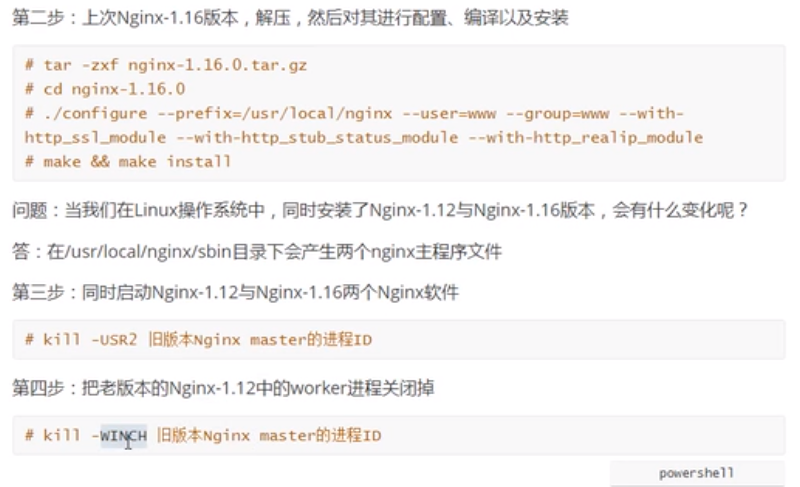 第二步：上次Nginx-1.16版本，解压，然后对其进行配置、编译以及安装
# tar -zxf nginx-1.16.0.tar.gz
# cd nginx-1.16.0
# ./configure --prefix=/usr/local/nginx --user=www --group=www --with-
http_ssl_module --with-http_stub_status_module --with-http_realip_module
# make && make install
问题：当我们在Linux操作系统中，同时安装了Nginx-1.12与Nginx-1.16版本，会有什么变化呢？
答：在/usr/local/nginx/sbin目录下会产生两个nginx主程序文件
第三步：同时启动Nginx-1.12与Nginx-1.16两个Nginx软件
# kill -USR2 旧版本Nginx master的进程ID
第四步：把老版本的Nginx-1.12中的worker进程关闭掉
# kill -WINCH 旧版本Nginx master的进程ID
powershell